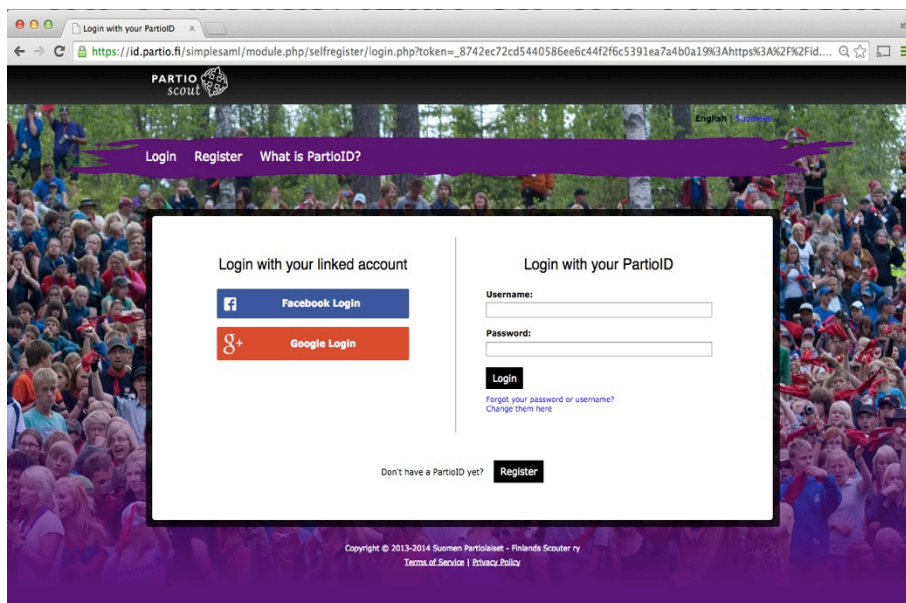 Login with your PartioID
https://id.partio.fi/simplesaml/module.php/selfregister/login.php?token=_8742ec72cd5440586ee6c44f2f6c5391ea7a4b0a19%3Ahttps%3A%2F%2Fid....
PARTIO
scout
English | Suomeksi
Login Register What is PartioID?
Login with your linked account
Facebook Login
8+ Google Login
Login with your PartioID
Username:
Password:
Login
Forgot your password or username?
Change them here
Don't have a PartioID yet? Register
Copyright © 2013-2014 Suomen Partiolaiset - Finlands Scouter ry
Terms of Service | Privacy Policy